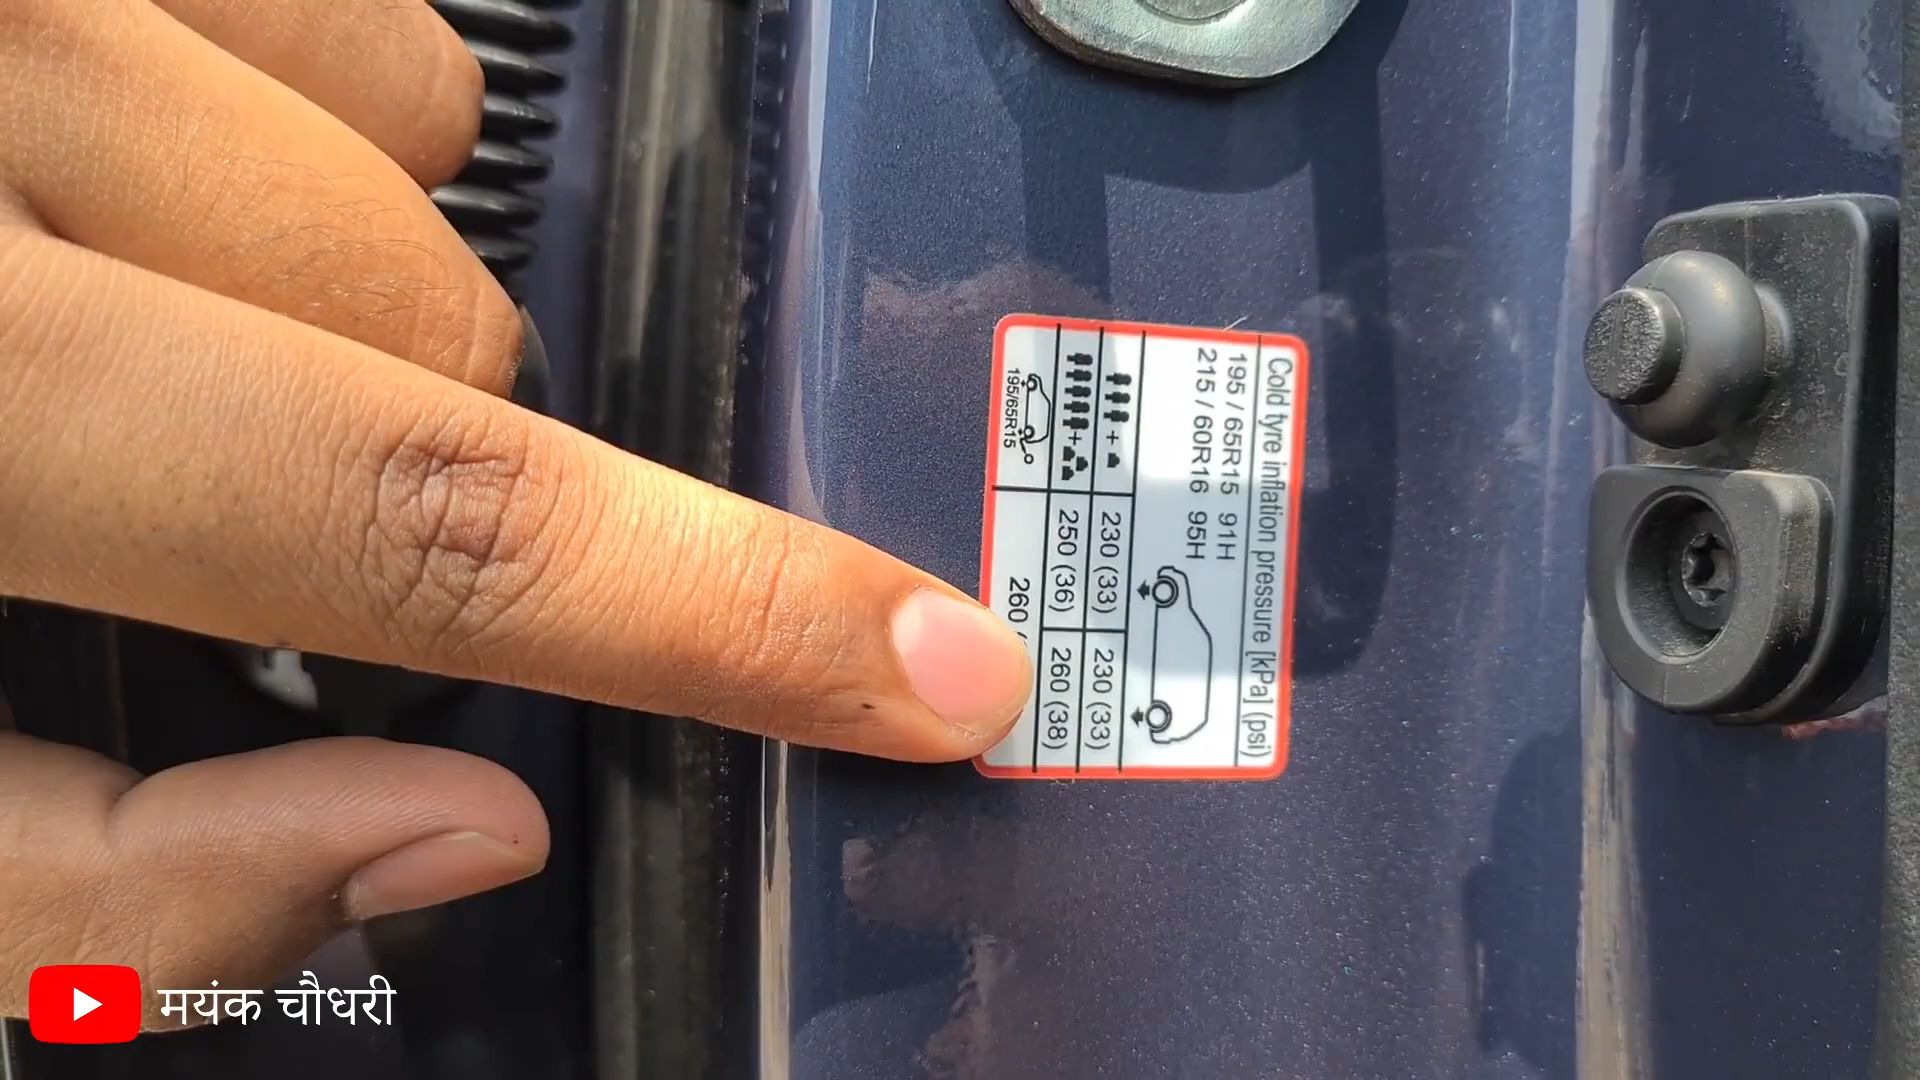 Cold tyre inflation pressure [kPa] (psi)
195 / 65R15 91H
215 / 60R16 95H
+ 230 (33) 230 (33)
+ 250 (36) 260 (38)
195/65R15 260
मयंक चौधरी